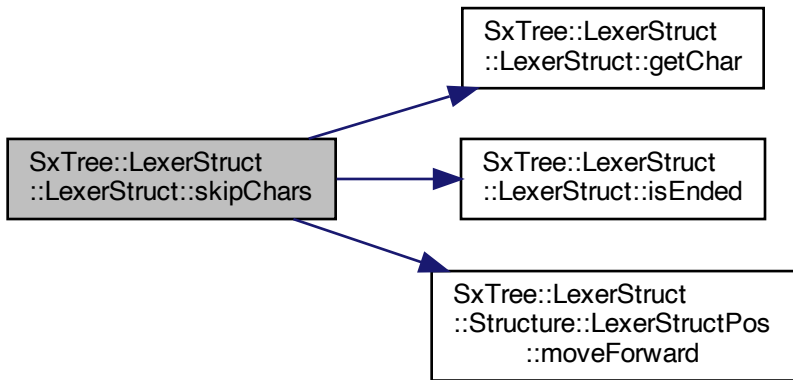 SxTree::LexerStruct
::LexerStruct::skipChars
SxTree::LexerStruct
::LexerStruct::getChar
SxTree::LexerStruct
::LexerStruct::isEnded
SxTree::LexerStruct
::Structure::LexerStructPos
::moveForward